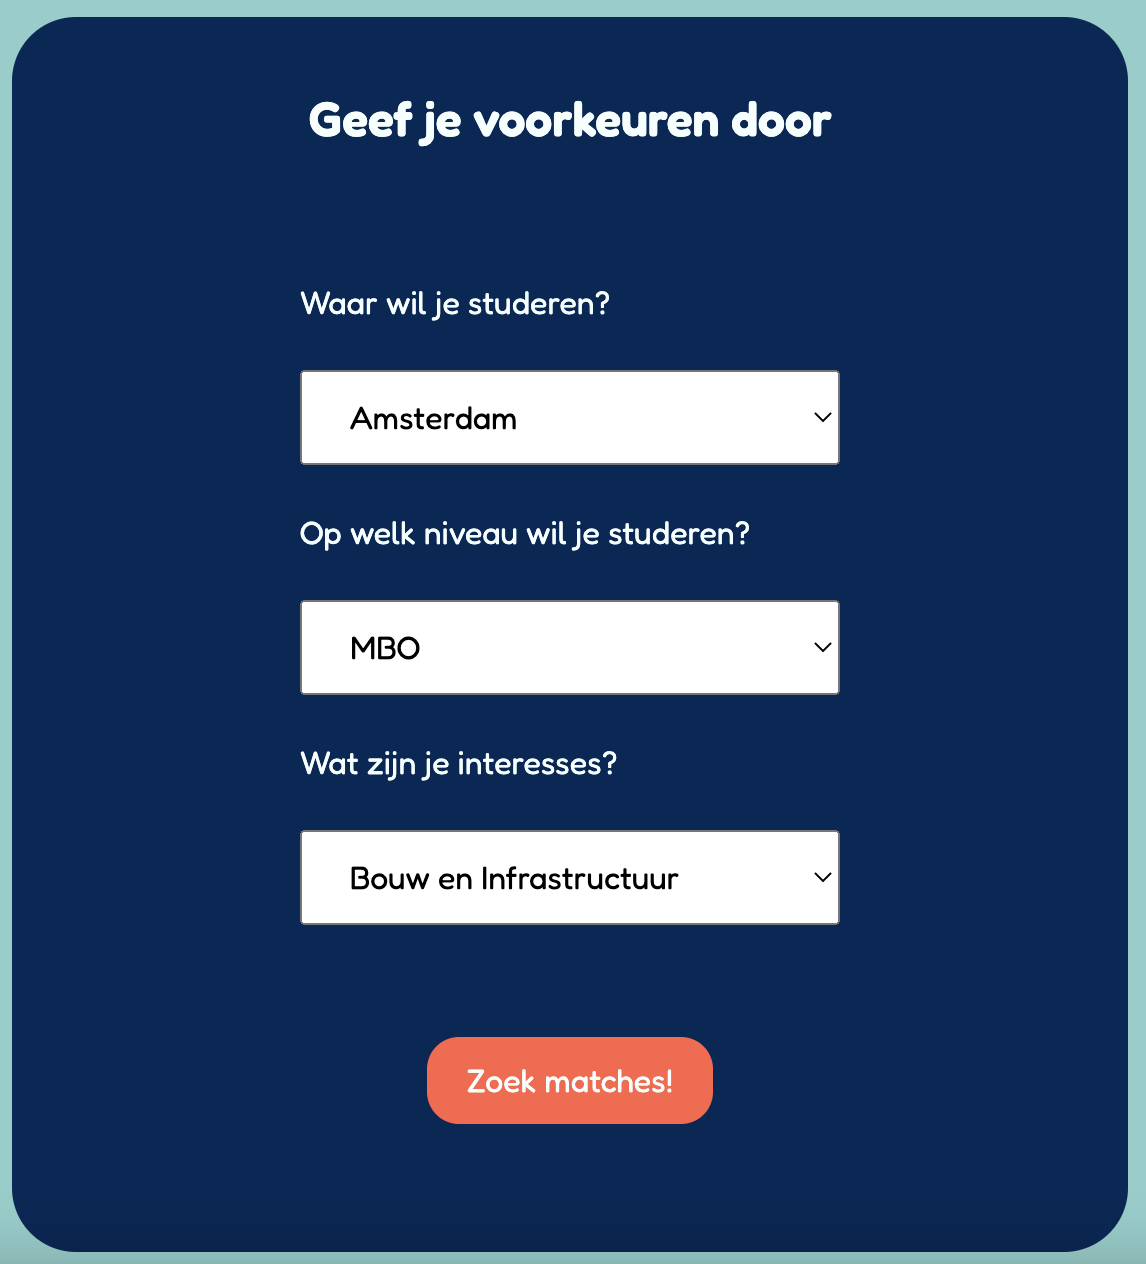 Geef je voorkeuren door
Waar wil je studeren?
Amsterdam
Op welk niveau wil je studeren?
MBO
Wat zijn je interesses?
Bouw en Infrastructuur
Zoek matches!